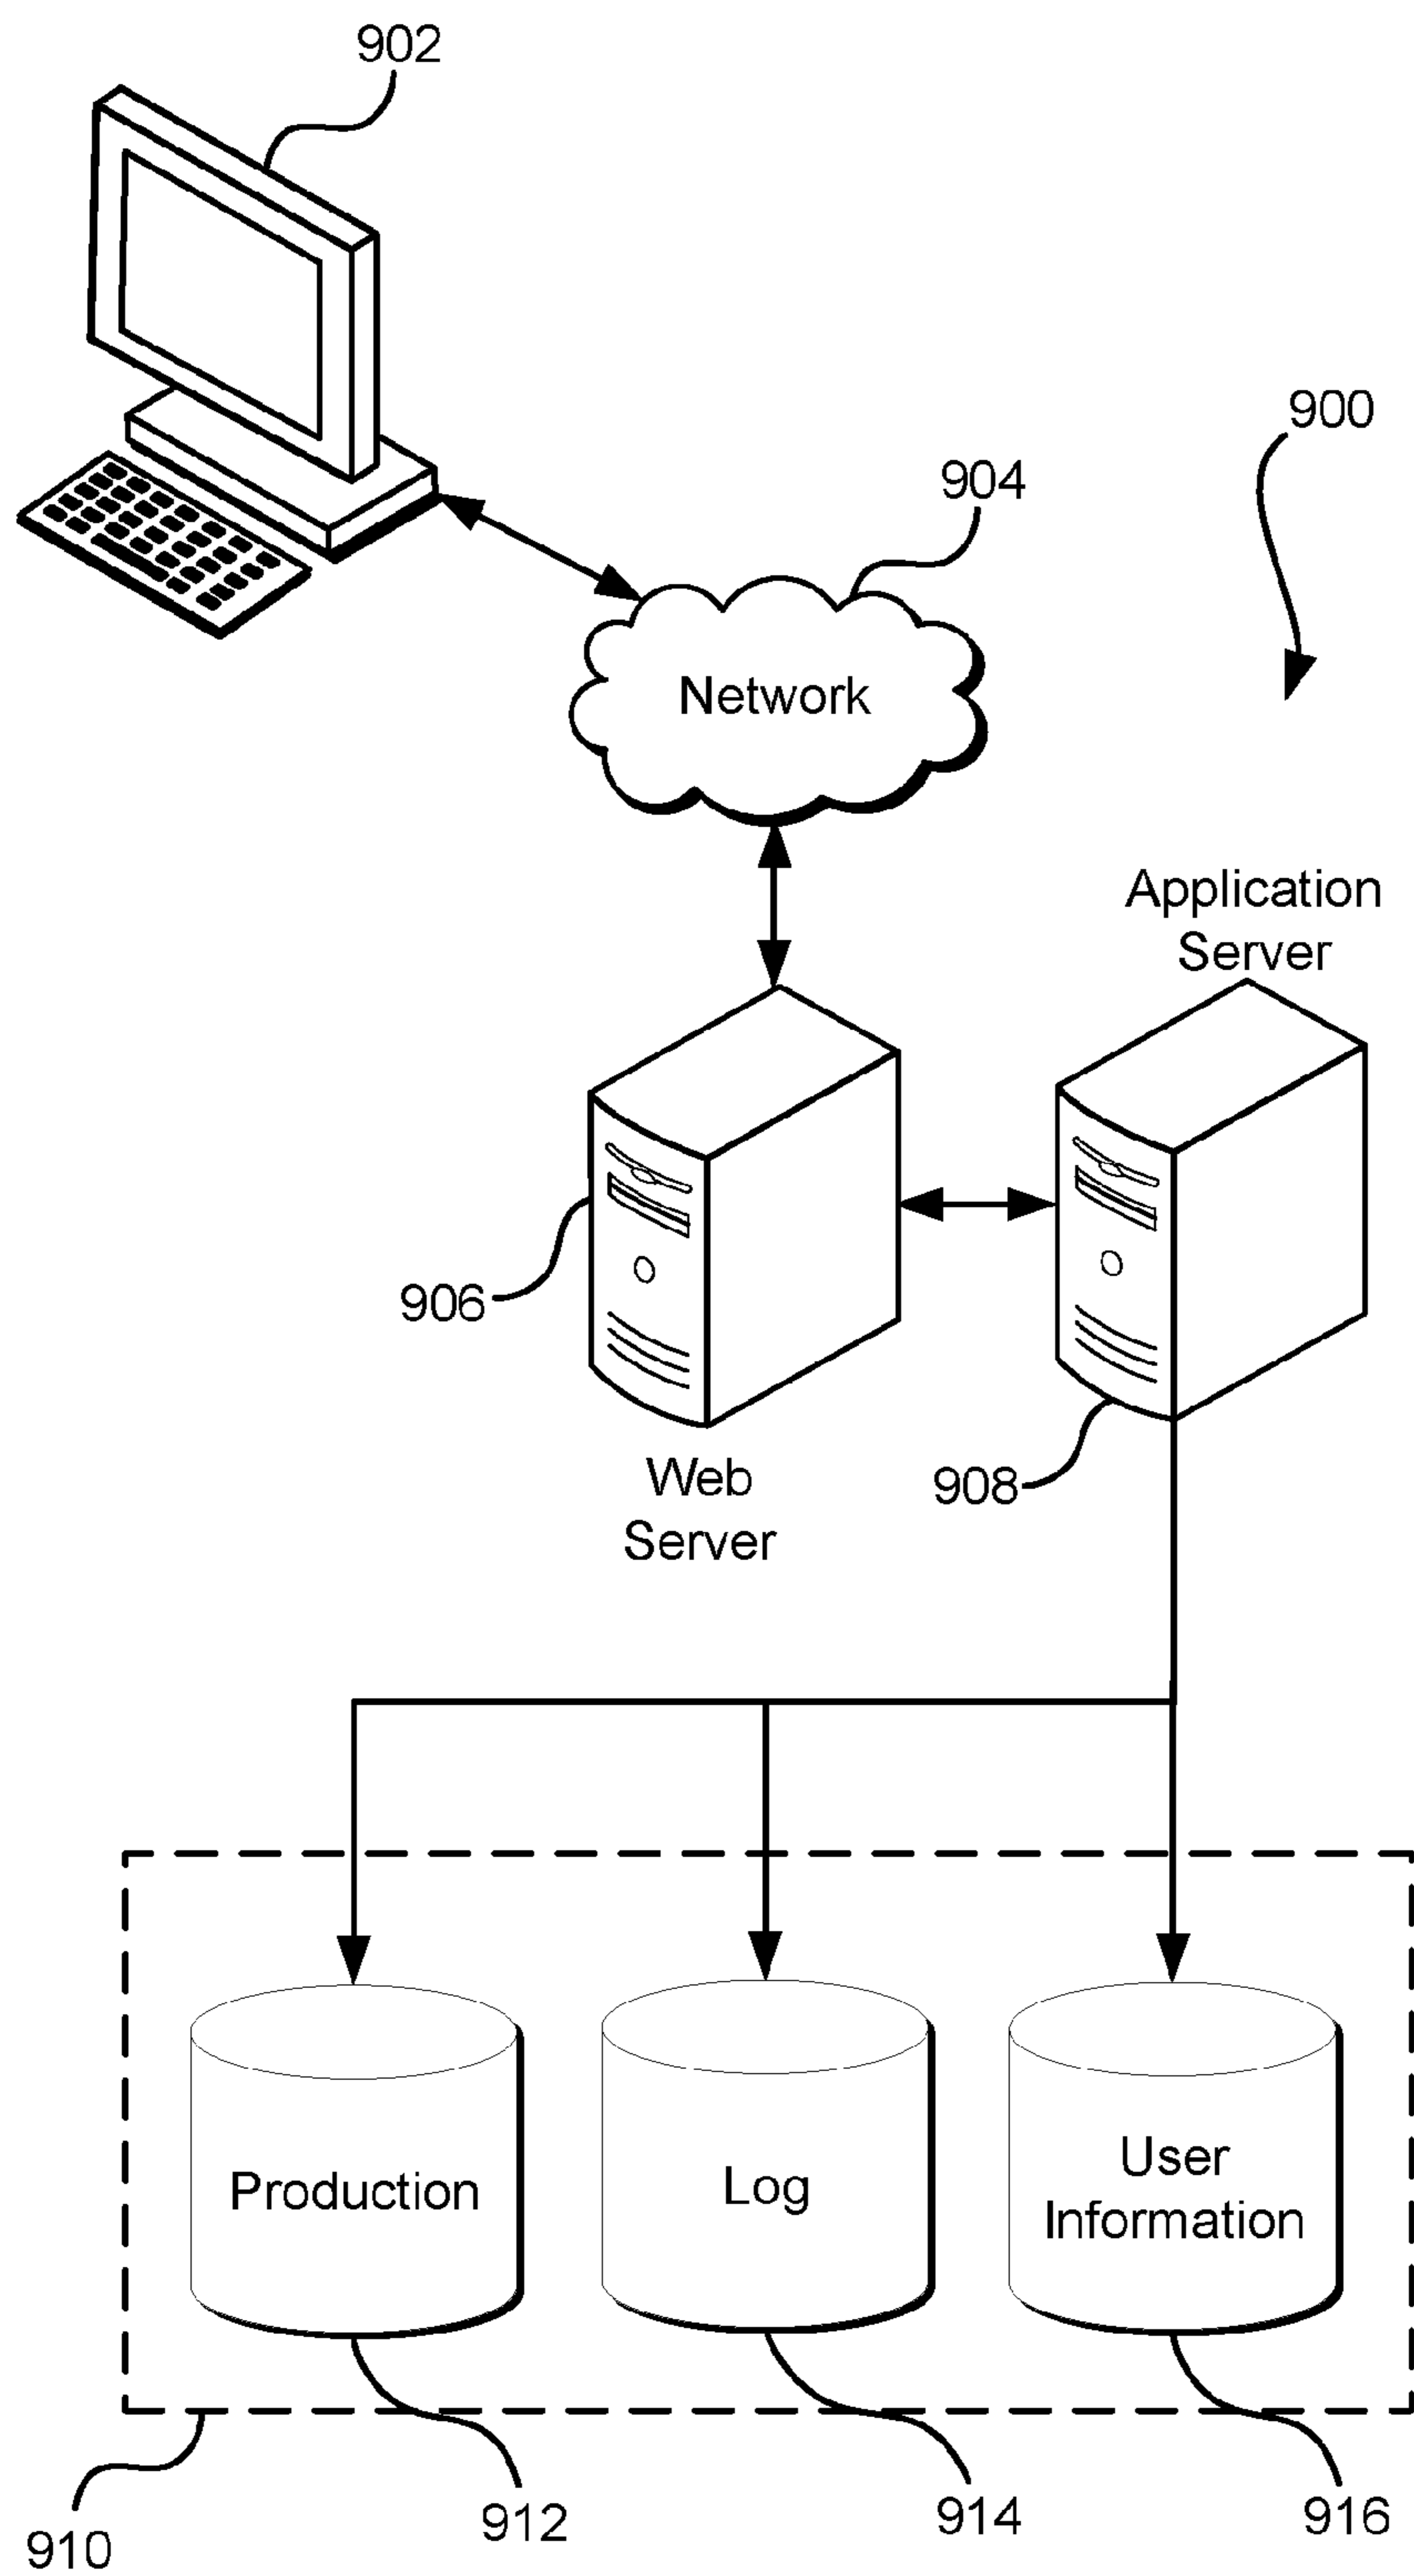 902
900
904
Network
Application
Server
906
908
Web
Server
Production
Log
User
Information
910
912
914
916